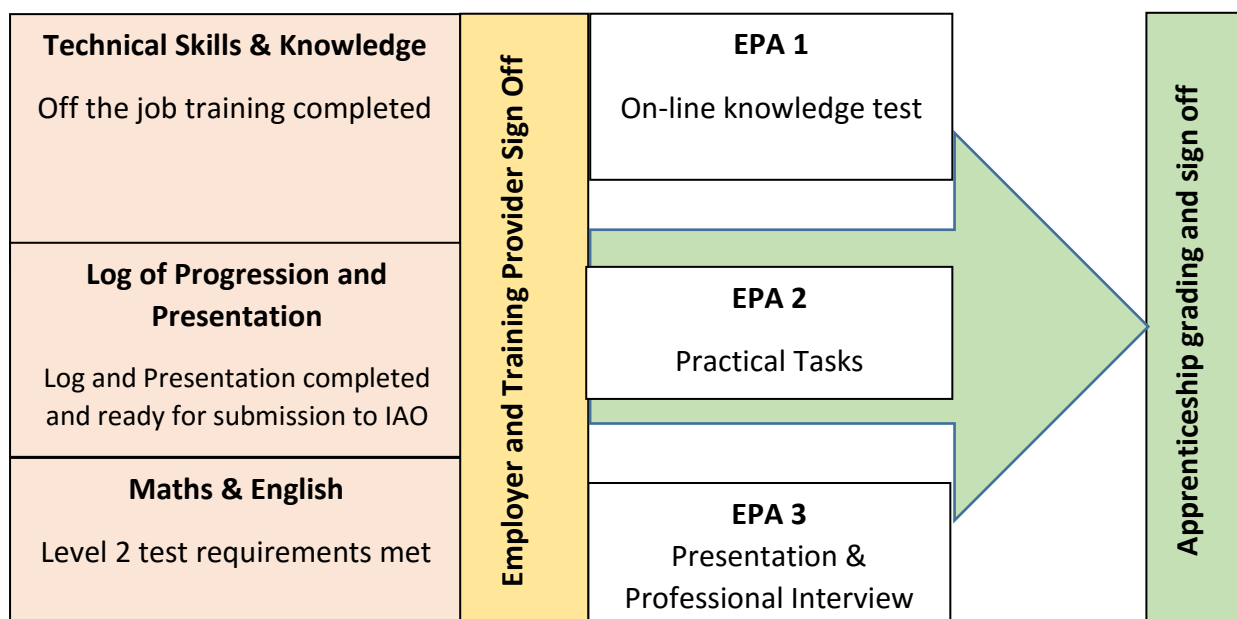 Technical Skills & Knowledge
Off the job training completed
Log of Progression and
Presentation
Log and Presentation completed
and ready for submission to IAO
Maths & English
Level 2 test requirements met
Employer and Training Provider Sign Off
EPA 1
On-line knowledge test
EPA 2
Practical Tasks
EPA 3
Presentation &
Professional Interview
Apprenticeship grading and sign off